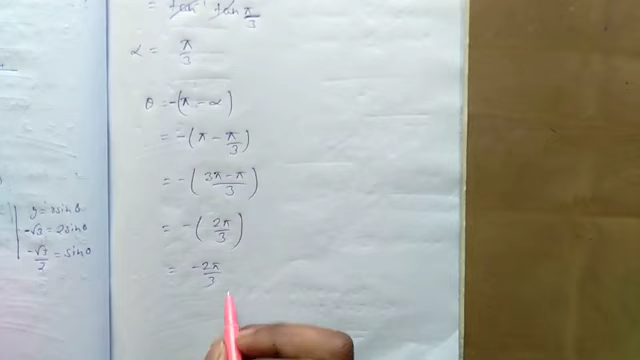 = tan⁻¹ tan π/3
α = π/3
θ = -(π - α)
= -(π - π/3)
= -( (3π - π)/3 )
= -( 2π/3 )
= -2π/3
y = r sin θ
-√3 = 2 sin θ
-√3/2 = sin θ